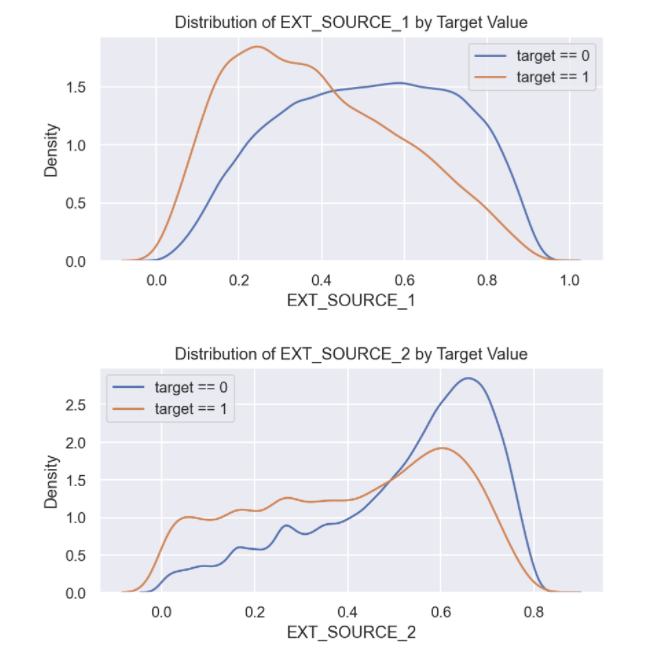 Distribution of EXT_SOURCE_1 by Target Value
target == 0
target == 1
1.5
1.0
0.5
0.0
Density
0.0 0.2 0.4 0.6 0.8 1.0
EXT_SOURCE_1
Distribution of EXT_SOURCE_2 by Target Value
target == 0
target == 1
2.5
2.0
1.5
1.0
0.5
0.0
Density
0.0 0.2 0.4 0.6 0.8
EXT_SOURCE_2